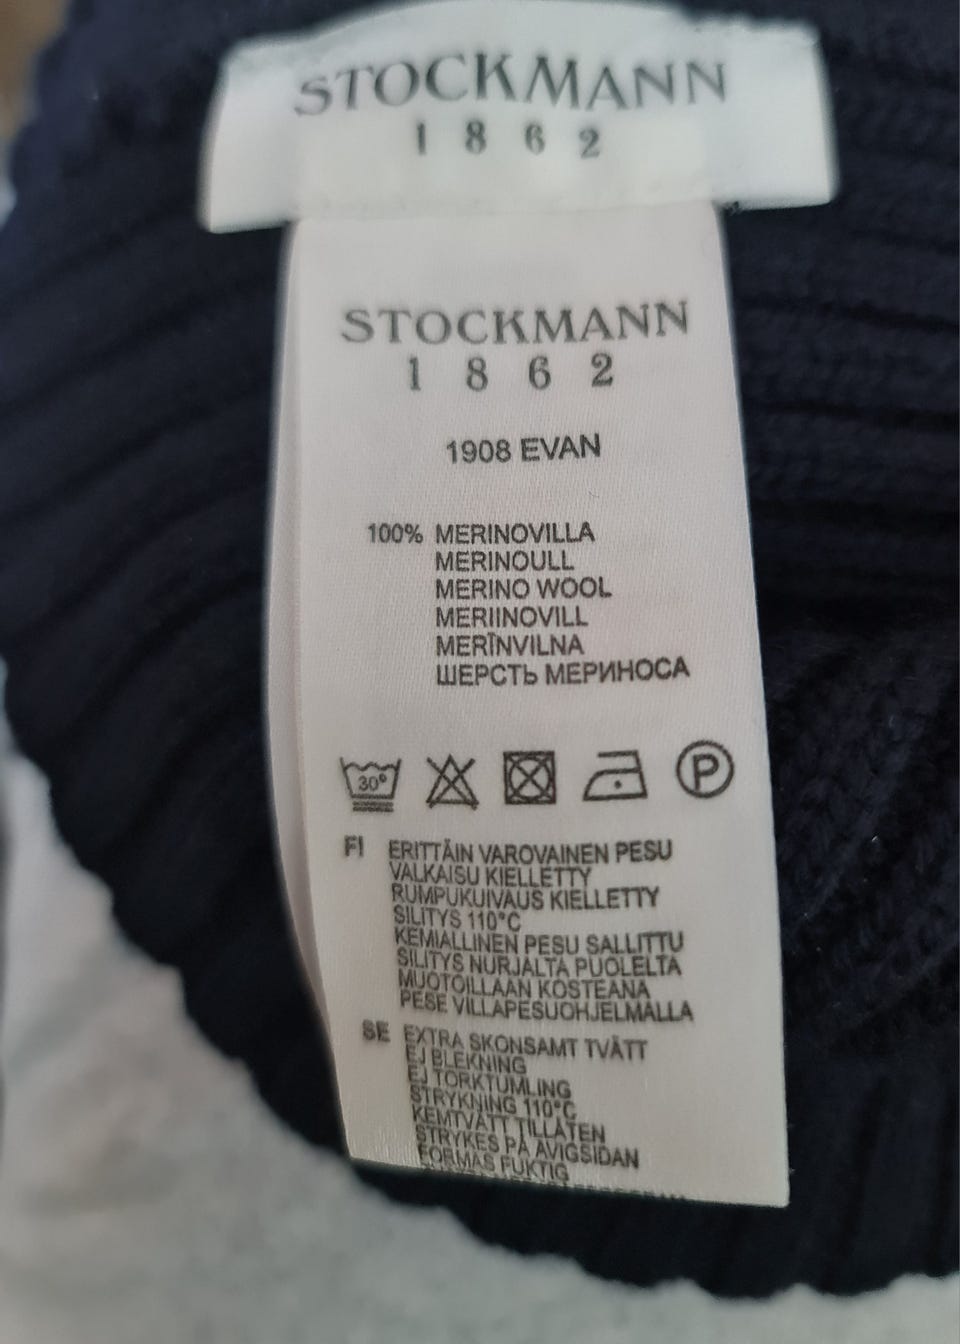 STOCKMANN
1862
STOCKMANN
1862
1908 EVAN
100% MERINOVILLA
MERINOULL
MERINO WOOL
MERIINOVILL
MERĪNVILNA
ШЕРСТЬ МЕРИНОСА
30° P
FI ERITTÄIN VAROVAINEN PESU
VALKAISU KIELLETTY
RUMPUKUIVAUS KIELLETTY
SILITYS 110°C
KEMIALLINEN PESU SALLITTU
SILITYS NURJALTA PUOLELTA
MUOTOILLAAN KOSTEANA
PESE VILLAPESUOHJELMALLA
SE EXTRA SKONSAMT TVÄTT
EJ BLEKNING
EJ TORKTUMLING
STRYKNING 110°C
KEMTVÄTT TILLÅTEN
STRYKES PÅ AVIGSIDAN
FORMAS FUKTIG